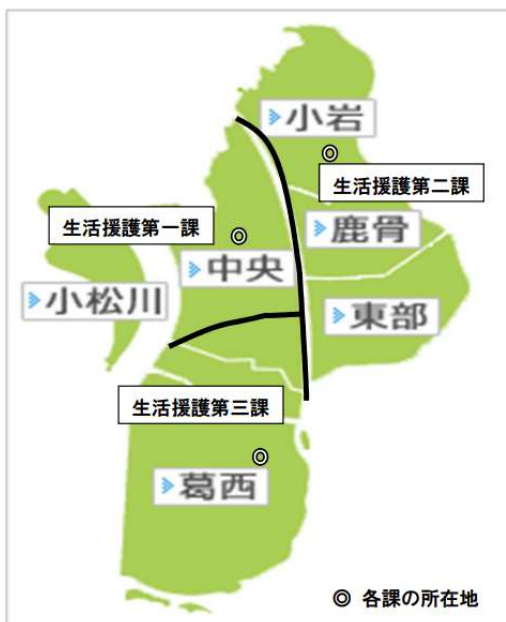 小岩
生活援護第二課
生活援護第一課
鹿骨
中央
小松川
東部
生活援護第三課
葛西
◎ 各課の所在地